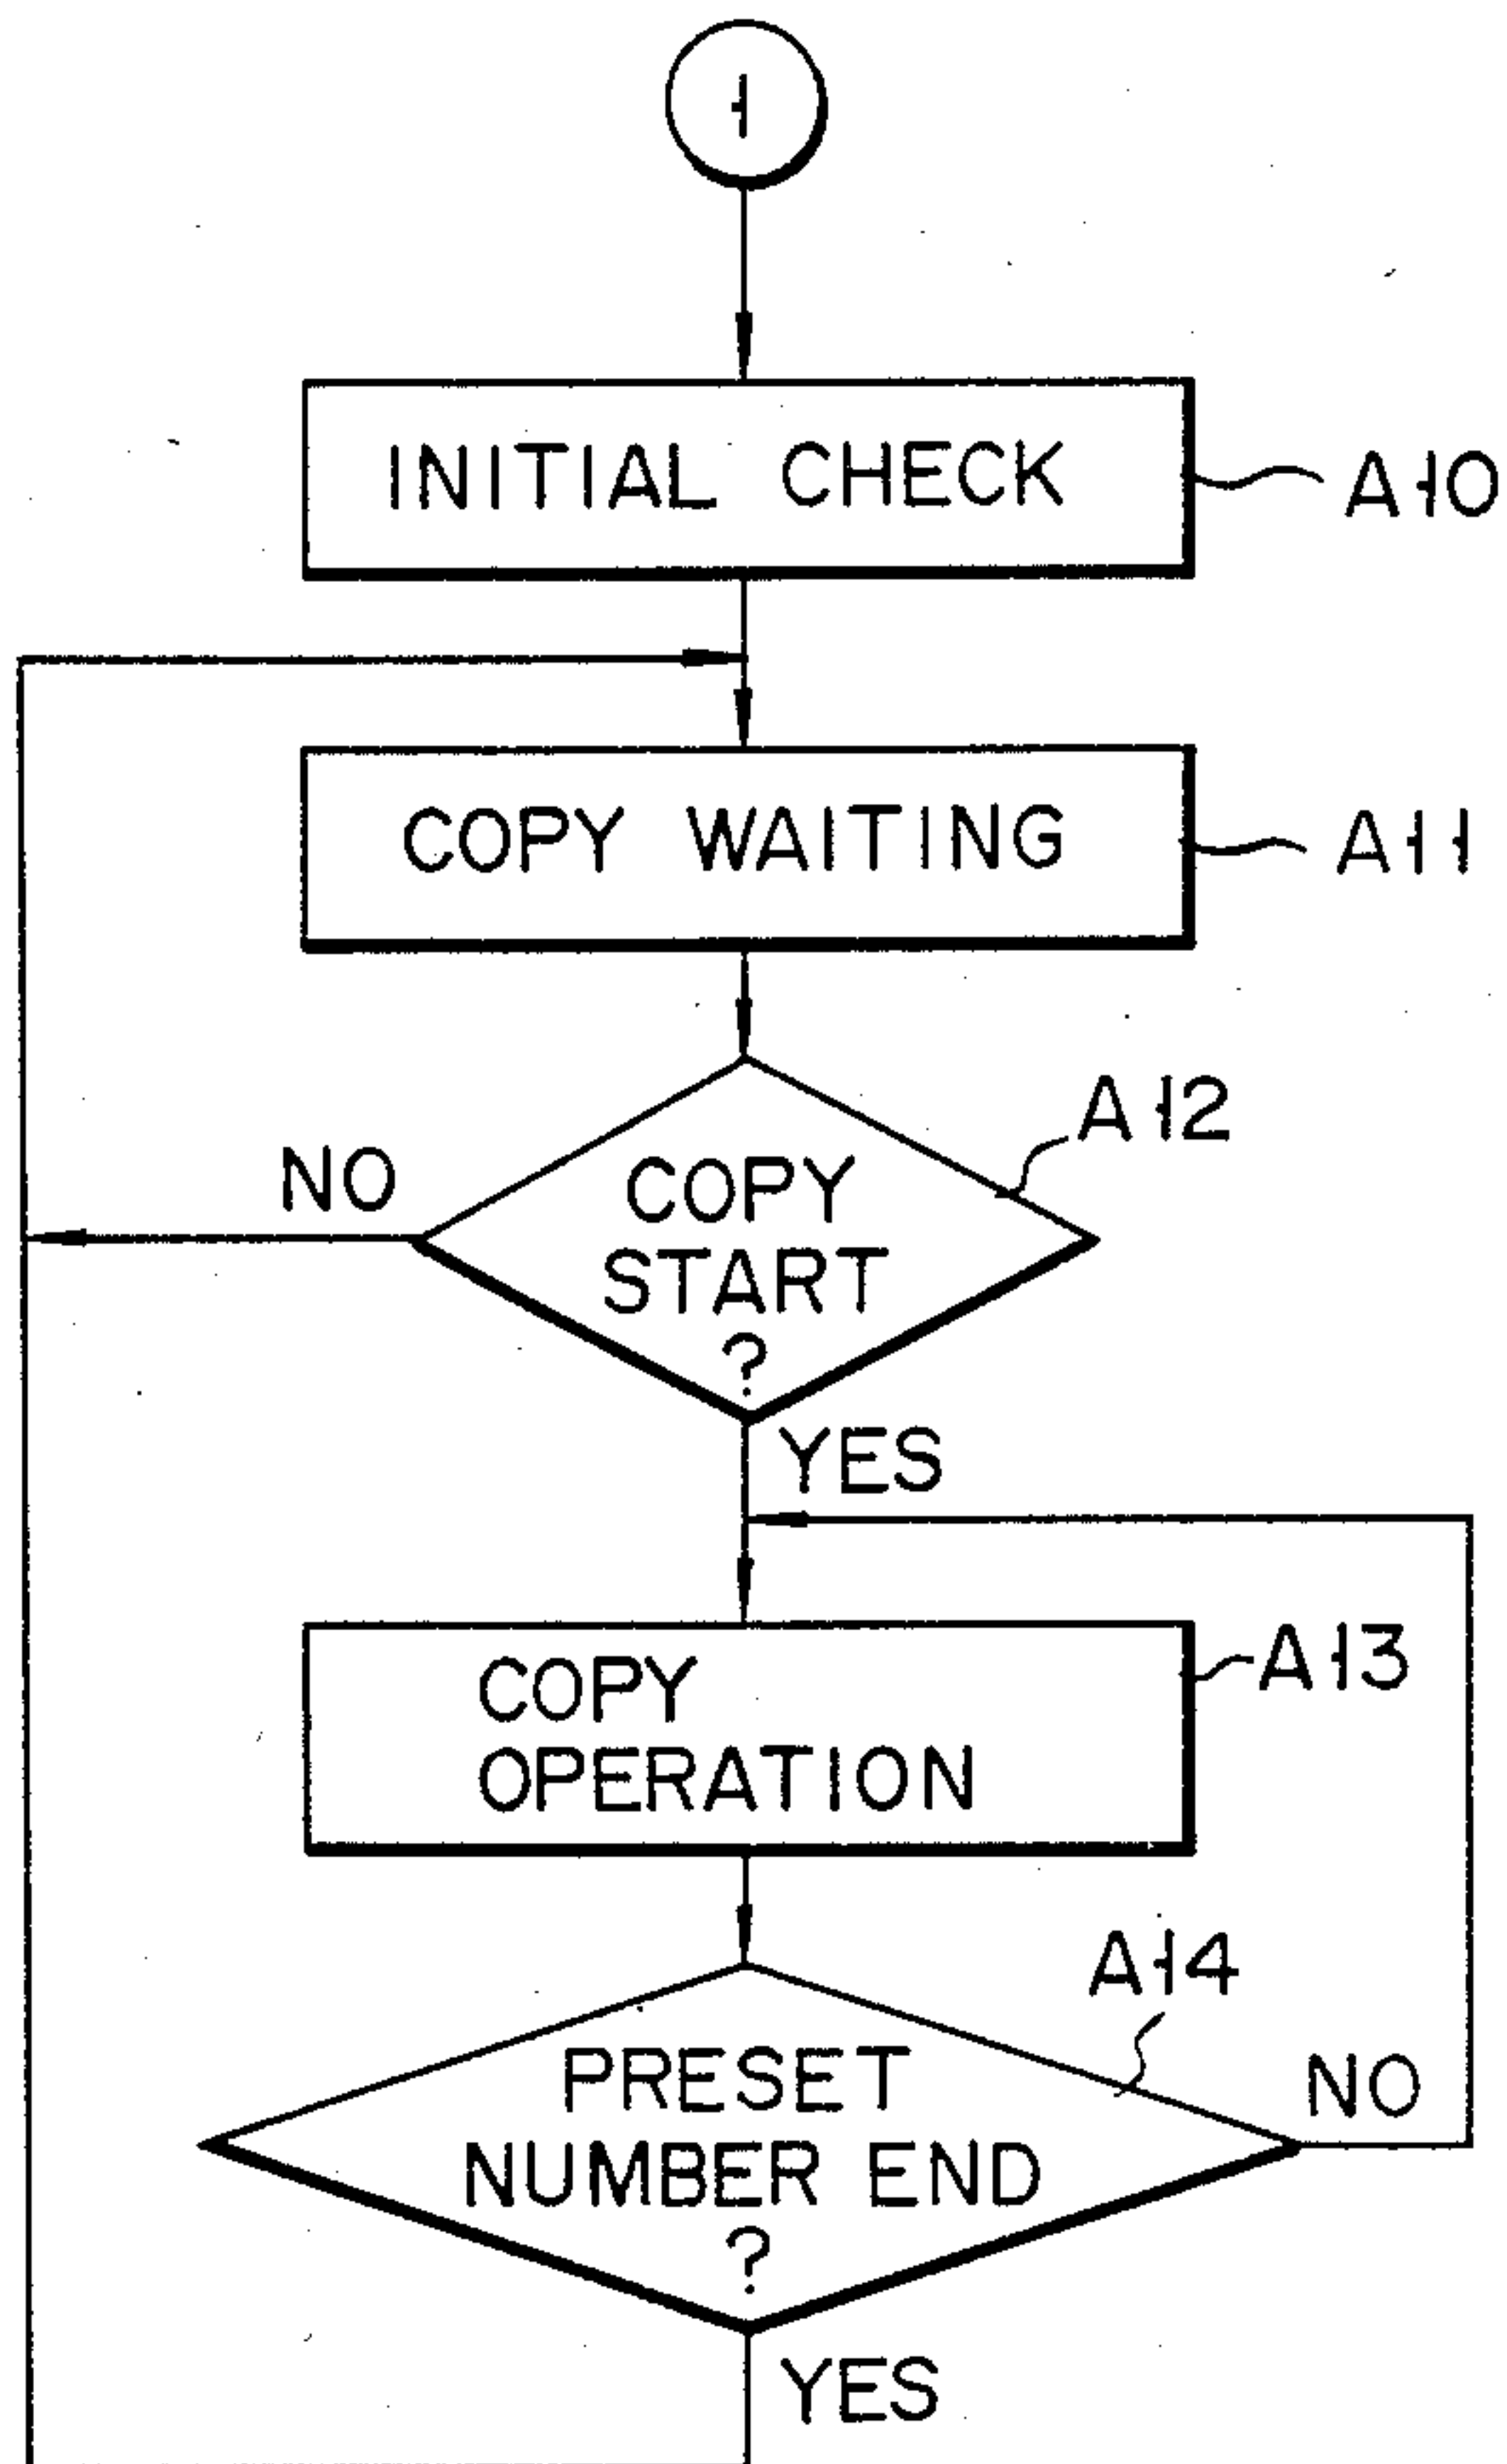 1
INITIAL CHECK
A10
COPY WAITING
A11
A12
NO
COPY
START
?
YES
COPY
OPERATION
A13
A14
PRESET
NUMBER END
?
NO
YES